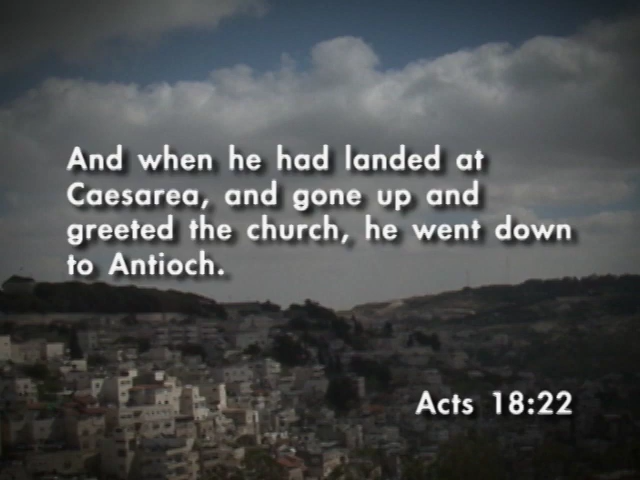 And when he had landed at
Caesarea, and gone up and
greeted the church, he went down
to Antioch.
Acts 18:22